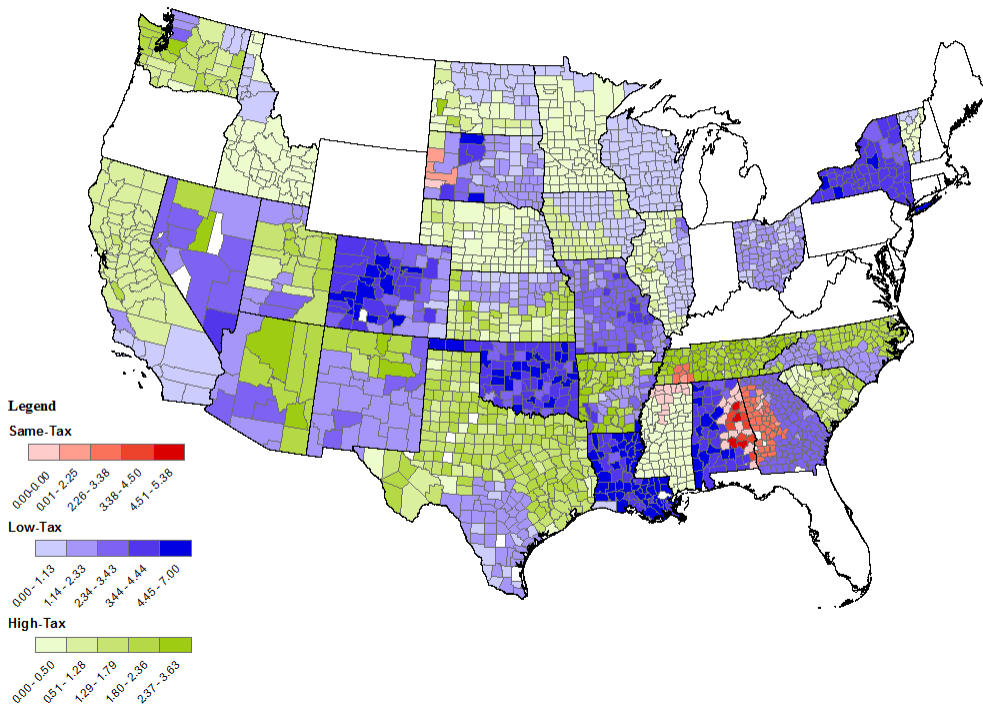 Legend
Same-Tax
0.00-0.00
0.01 - 2.25
2.26 - 3.38
3.38 - 4.50
4.51 - 5.38
Low-Tax
0.00 - 1.13
1.14 - 2.33
2.34 - 3.43
3.44 - 4.44
4.45 - 7.00
High-Tax
0.00 - 0.50
0.51 - 1.28
1.29 - 1.79
1.80 - 2.36
2.37 - 3.63